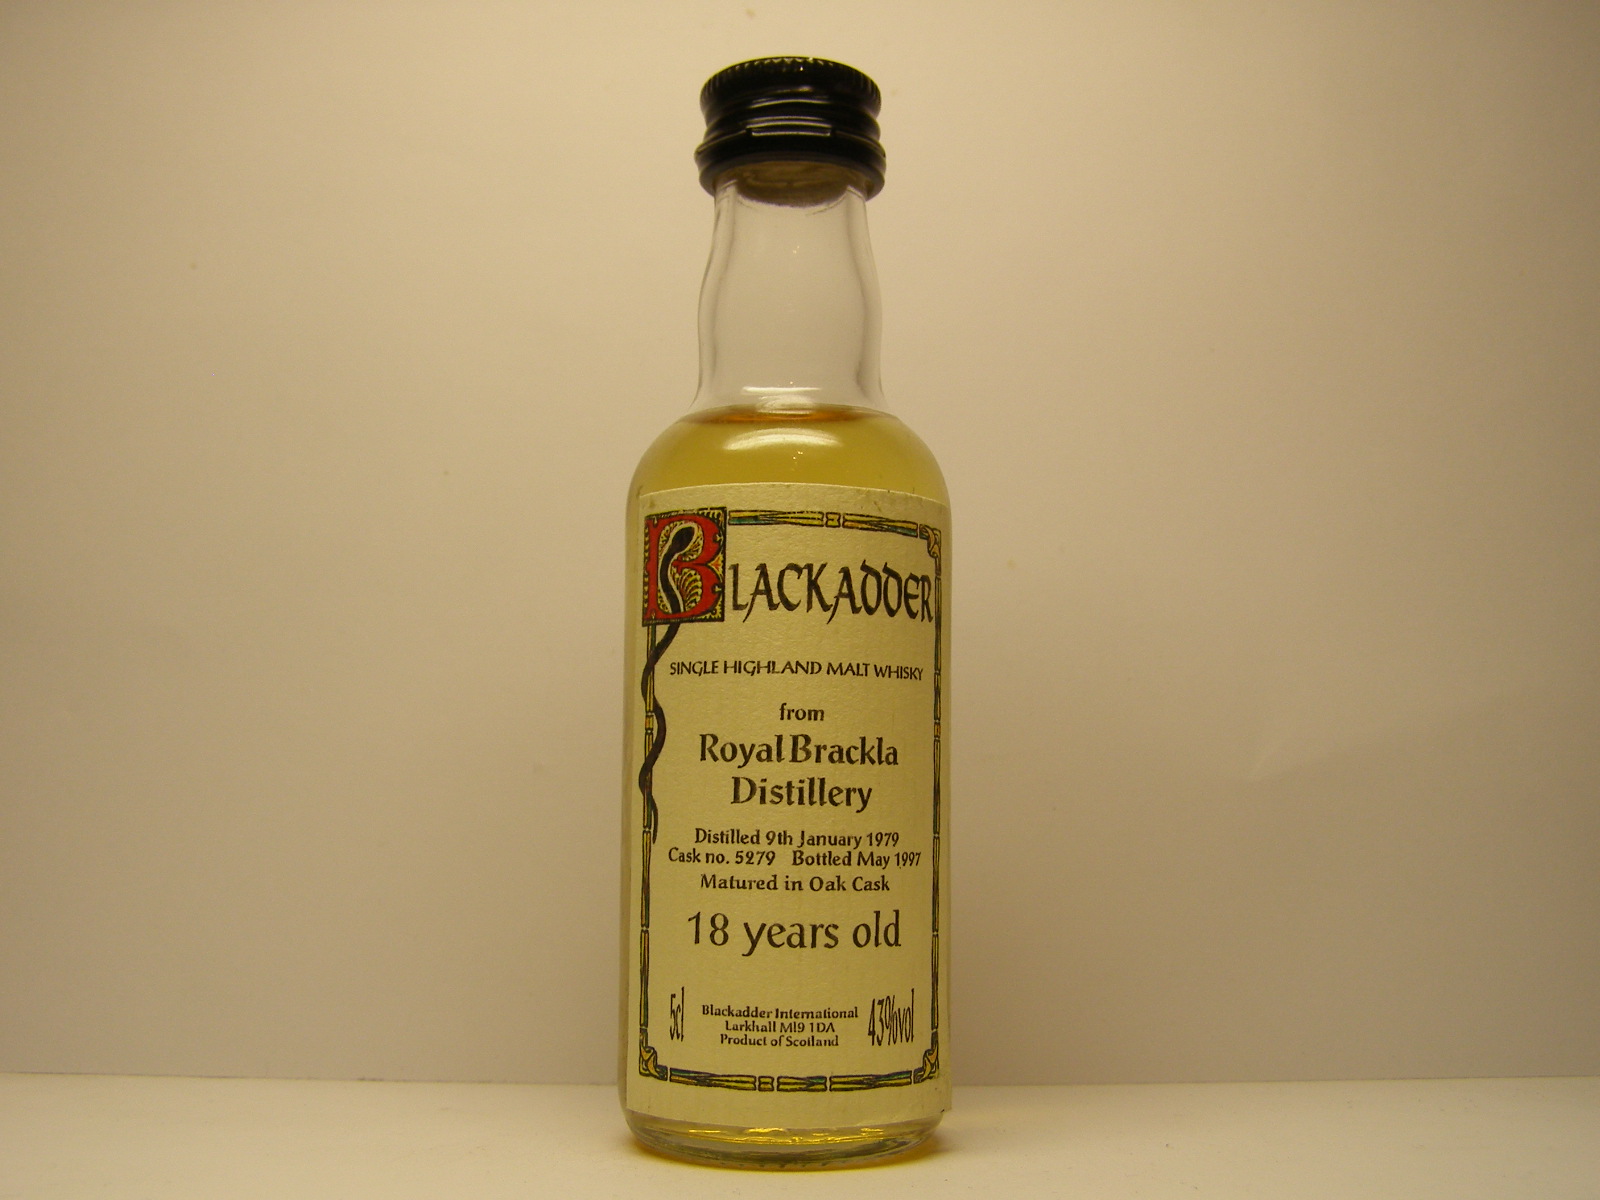 BLACKADDER
SINGLE HIGHLAND MALT WHISKY
from
Royal Brackla
Distillery
Distilled 9th January 1979
Cask no. 5279 Bottled May 1997
Matured in Oak Cask
18 years old
5cl
Blackadder International
Larkhall Ml9 1DA
Product of Scotland
43%vol